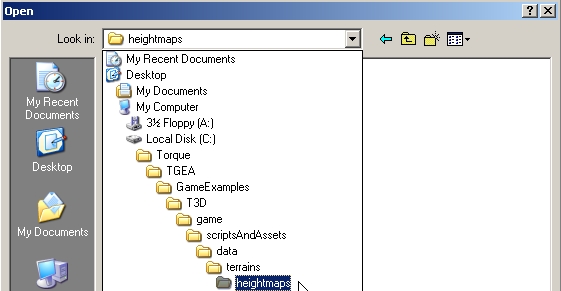 Open
Look in:
heightmaps
My Recent Documents
Desktop
My Documents
My Computer
3½ Floppy (A:)
Local Disk (C:)
Torque
TGEA
GameExamples
T3D
game
scriptsAndAssets
data
terrains
heightmaps
My Recent
Documents
Desktop
My Documents